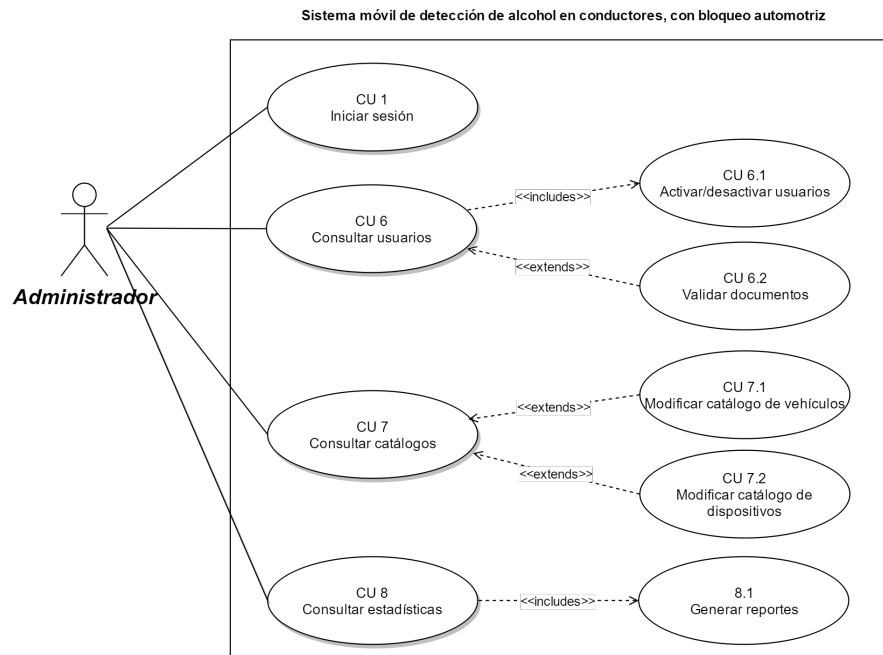 Sistema móvil de detección de alcohol en conductores, con bloqueo automotriz
CU 1
Iniciar sesión
CU 6.1
Activar/desactivar usuarios
<<includes>>
CU 6
Consultar usuarios
<<extends>>
CU 6.2
Validar documentos
Administrador
CU 7.1
Modificar catálogo de vehículos
<<extends>>
CU 7
Consultar catálogos
<<extends>>
CU 7.2
Modificar catálogo de
dispositivos
CU 8
Consultar estadísticas
<<includes>>
8.1
Generar reportes